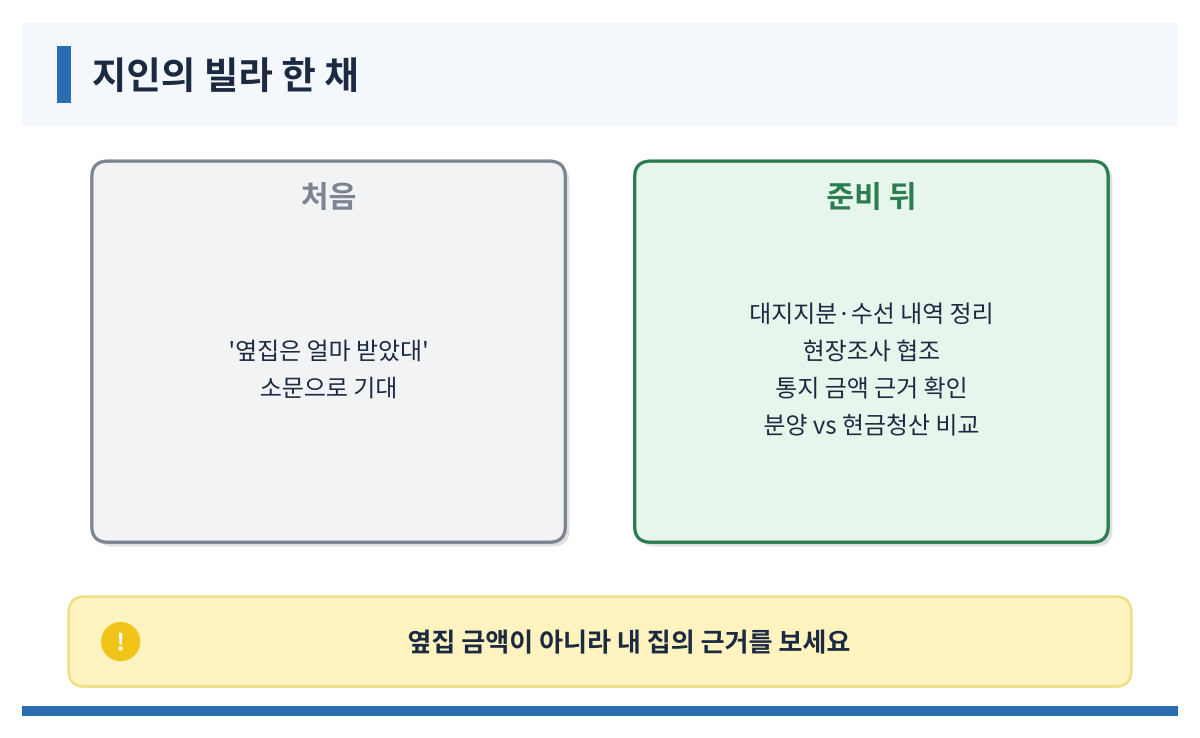 지인의 빌라 한 채
처음
'옆집은 얼마 받았대'
소문으로 기대
준비 뒤
대지지분·수선 내역 정리
현장조사 협조
통지 금액 근거 확인
분양 vs 현금청산 비교
!
옆집 금액이 아니라 내 집의 근거를 보세요